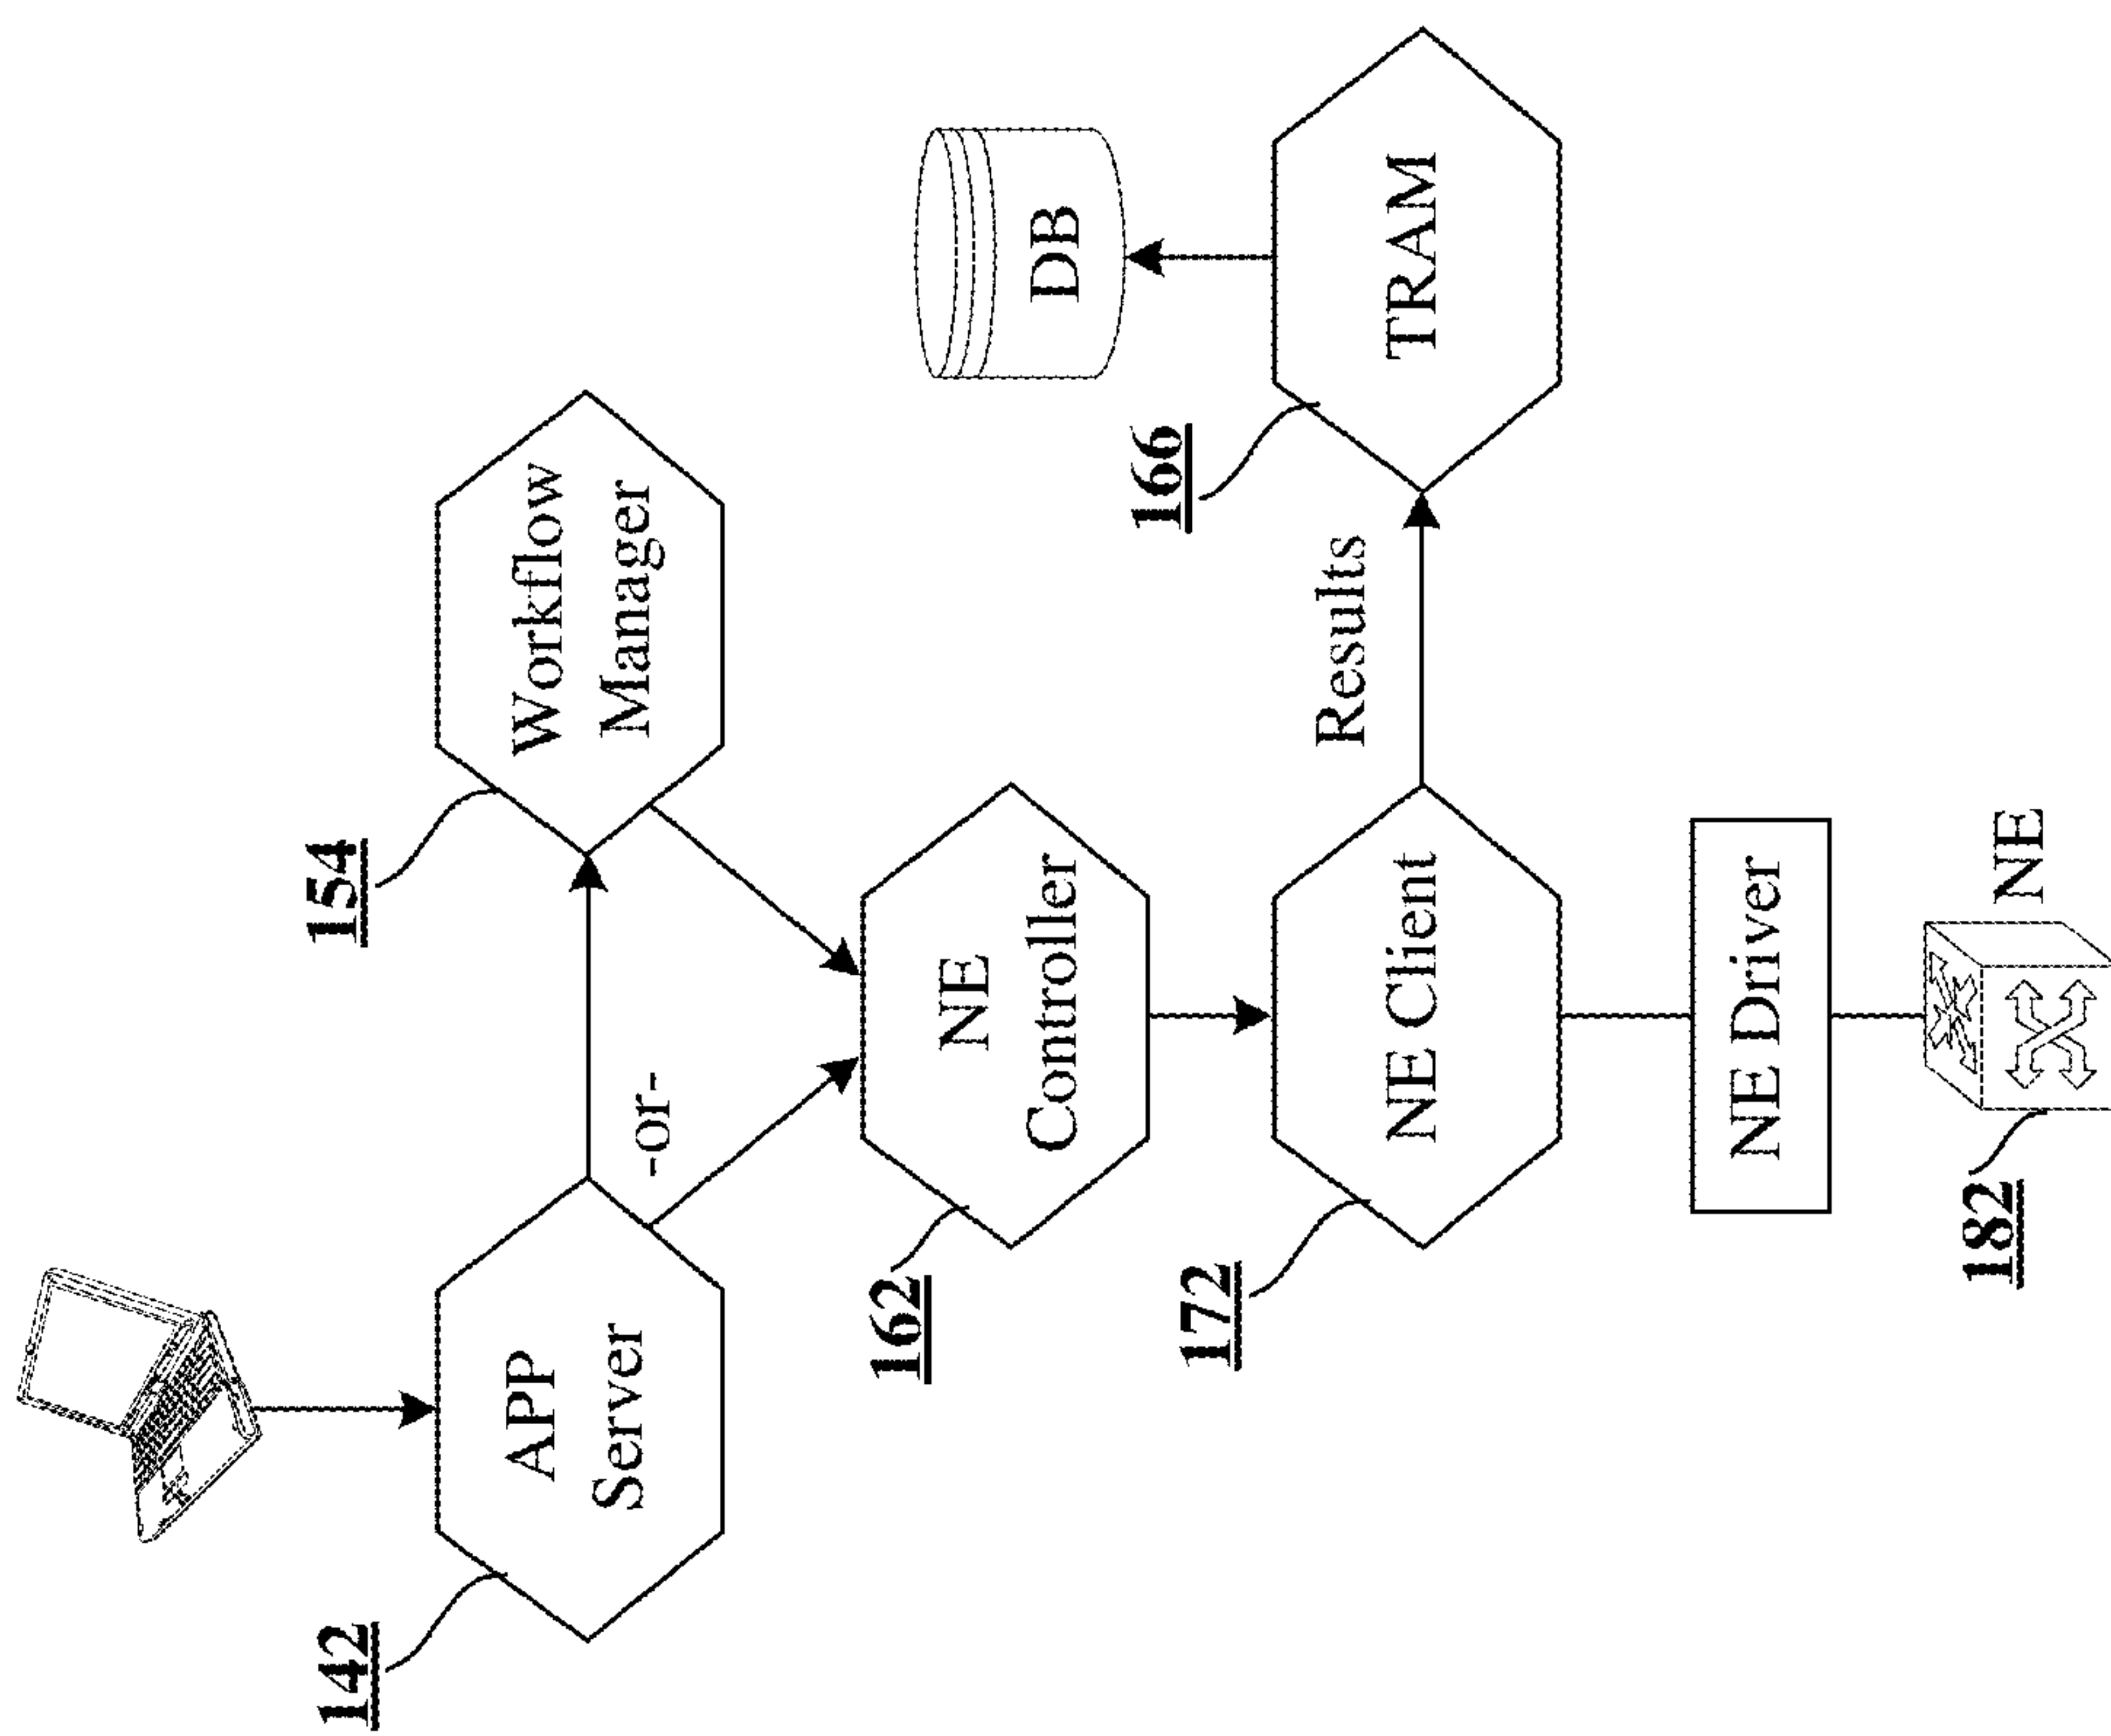 142
APP
Server
154
Workflow
Manager
-or-
162
NE
Controller
172
NE Client
Results
166
TRAM
DB
NE Driver
182
NE